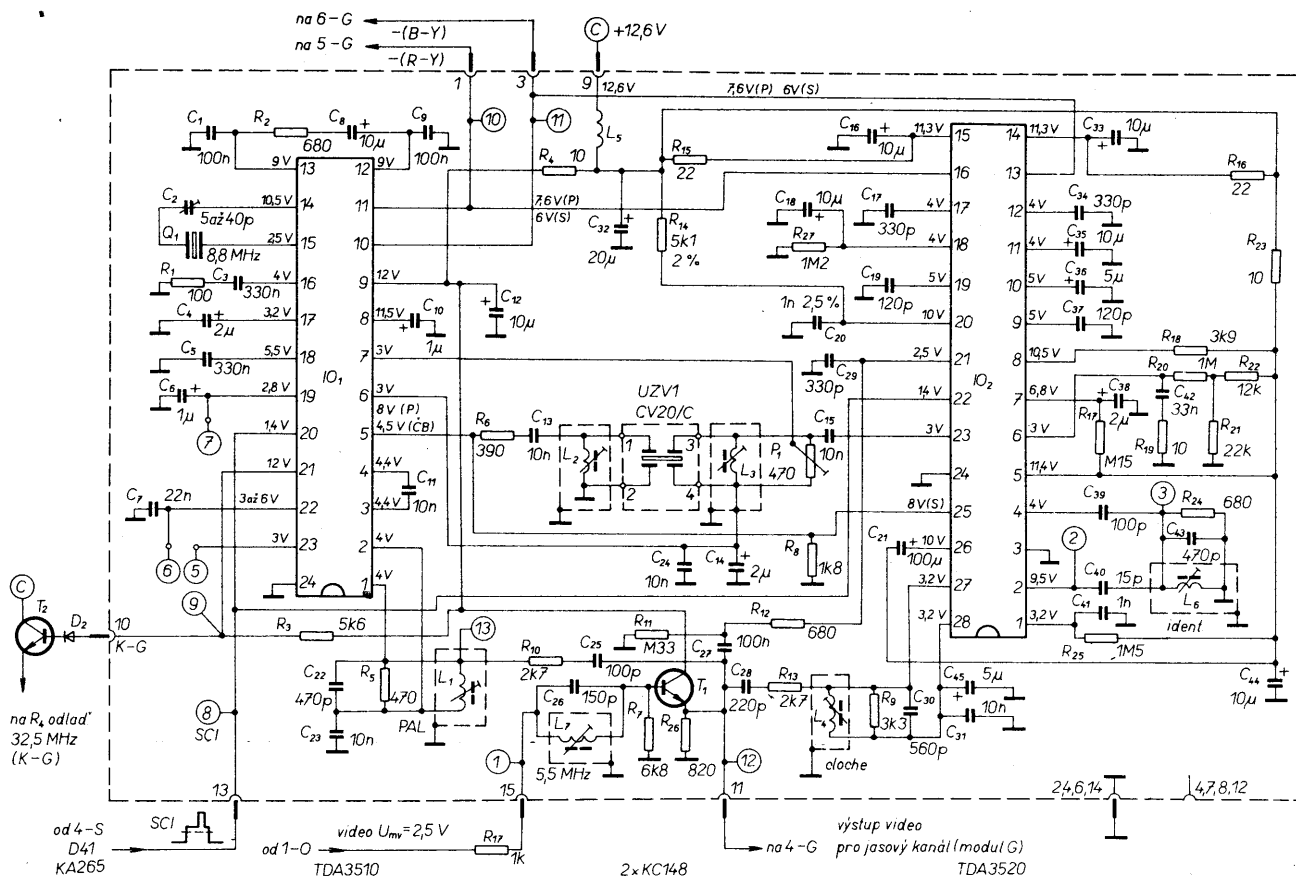 na 6-G
-(B-Y)
na 5-G
-(R-Y)
C +12,6V
1 3 9 12,6V
7,6V(P) 6V(S)
10 11
C1 100n
R2 680
C8 10µ
C9 100n
L5
R4 10
R15 22
C16 10µ
C33 10µ
R16 22
9V 13
12 9V
C2 5až40p
10,5V 14
11
7,6V(P)
6V(S)
Q1 8,8MHz
2,5V 15
10
R1 100
C3 330n
4V 16
9 12V
C4 2µ
3,2V 17
8 11,5V
C10 1µ
C12 10µ
C5 330n
5,5V 18
7 3V
IO1
C6 1µ
2,8V 19
6 3V
7
8V(P)
4,5V(ČB)
1,4V 20
5
12V 21
4 4,4V
C11 10n
C7 22n
3až6V 22
3 4,4V
3V 23
2 4V
6 5
24
1 4V
C32 20µ
R14 5k1 2%
C18 10µ
C17 330p
R27 1M2
C19 120p
1n 2,5%
C20
C29 330p
11,3V 15
14 11,3V
16
13
4V 17
12 4V
C34 330p
4V 18
11 4V
C35 10µ
5V 19
10 5V
C36 5µ
10V 20
9 5V
C37 120p
2,5V 21
8 10,5V
R18 3k9
IO2
1,4V 22
7 6,8V
C38 2µ
3V 23
6 3V
24
5 11,4V
8V(S) 25
4 4V
C39 100p
C21 100µ
10V 26
3
3,2V 27
2 9,5V
3,2V 28
1 3,2V
R23 10
R20 1M
R22 12k
C42 33n
R17 M15
R19 10
R21 22k
3
R24 680
C43 470p
2
C40 15p
L6
ident
C41 1n
R25 1M5
C44 10µ
R6 390
C13 10n
L2
UZV1
CV20/C
1 3
2 4
L3
P1 470
C15 10n
C24 10n
C14 2µ
R8 1k8
C
T2
D2
10
K-G
9
R3 5k6
na R4 odlaď
32,5 MHz
(K-G)
8
SCI
C22 470p
R5 470
C23 10n
L1
PAL
13
R10 2k7
C25 100p
R11 M33
C27 100n
R12 680
C26 150p
L7
5,5 MHz
R7 6k8
T1
R26 820
C28 220p
R13 2k7
L4
cloche
R9 3k3
C30 560p
C45 5µ
C31 10n
1
12
13
15
11
24,6,14
4,7,8,12
od 4-S
D41
KA265
SCI
od 1-O
video Umv=2,5 V
R17 1k
TDA3510
2×KC148
na 4-G
výstup video
pro jasový kanál (modul G)
TDA3520